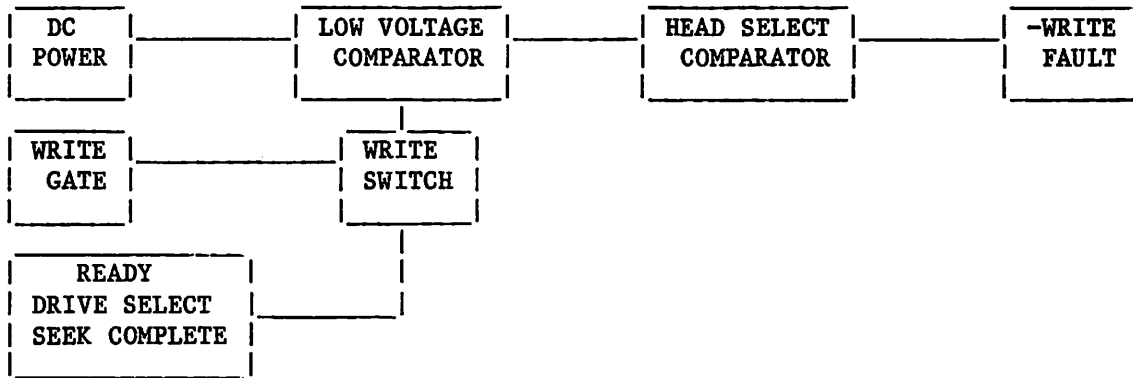 DC
POWER
LOW VOLTAGE
COMPARATOR
HEAD SELECT
COMPARATOR
-WRITE
FAULT
WRITE
GATE
WRITE
SWITCH
READY
DRIVE SELECT
SEEK COMPLETE